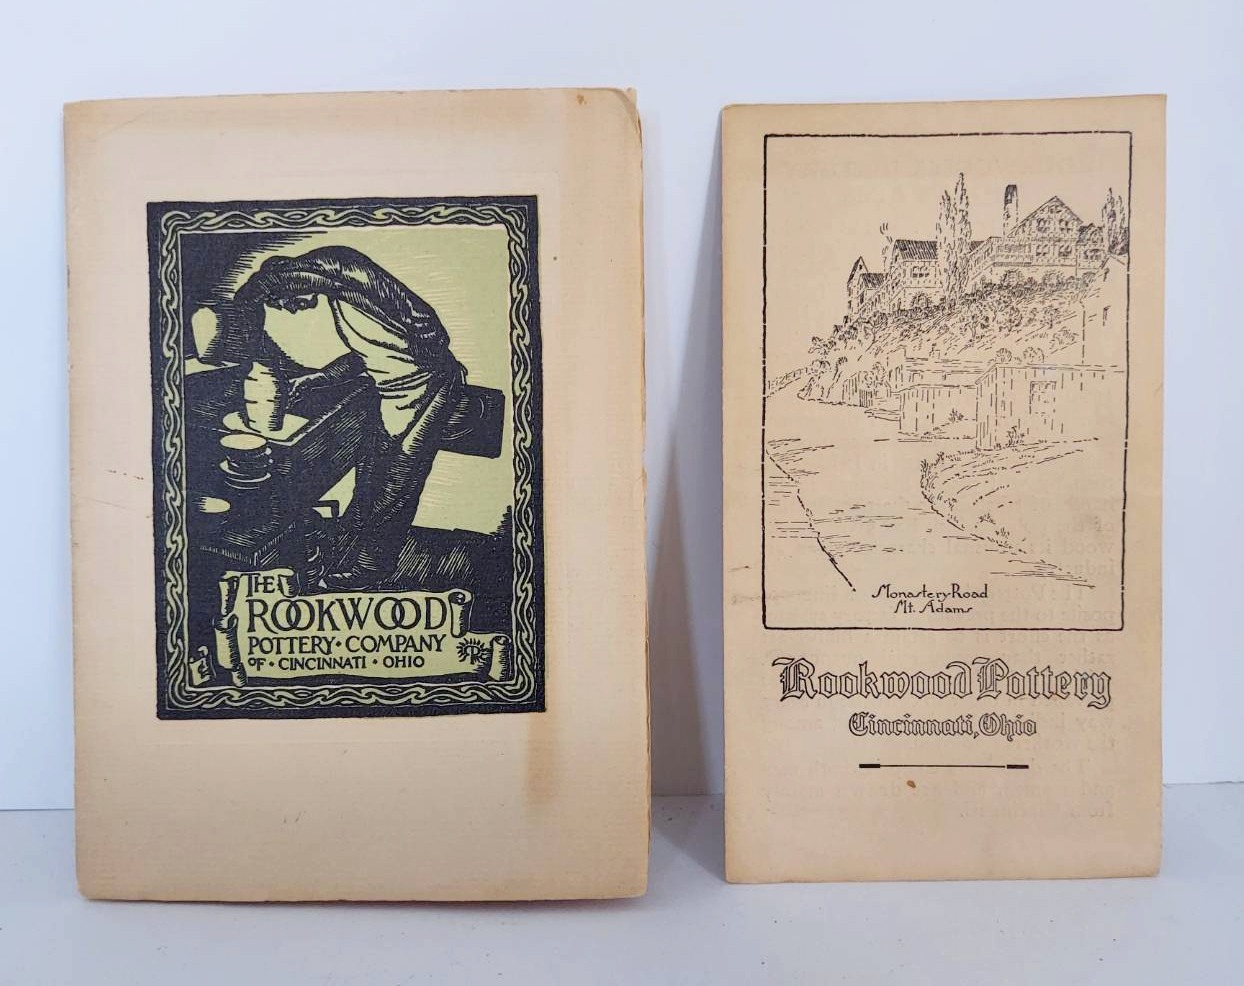 THE
ROOKWOOD
POTTERY · COMPANY
OF · CINCINNATI · OHIO
Monastery Road
Mt. Adams
Rookwood Pottery
Cincinnati, Ohio